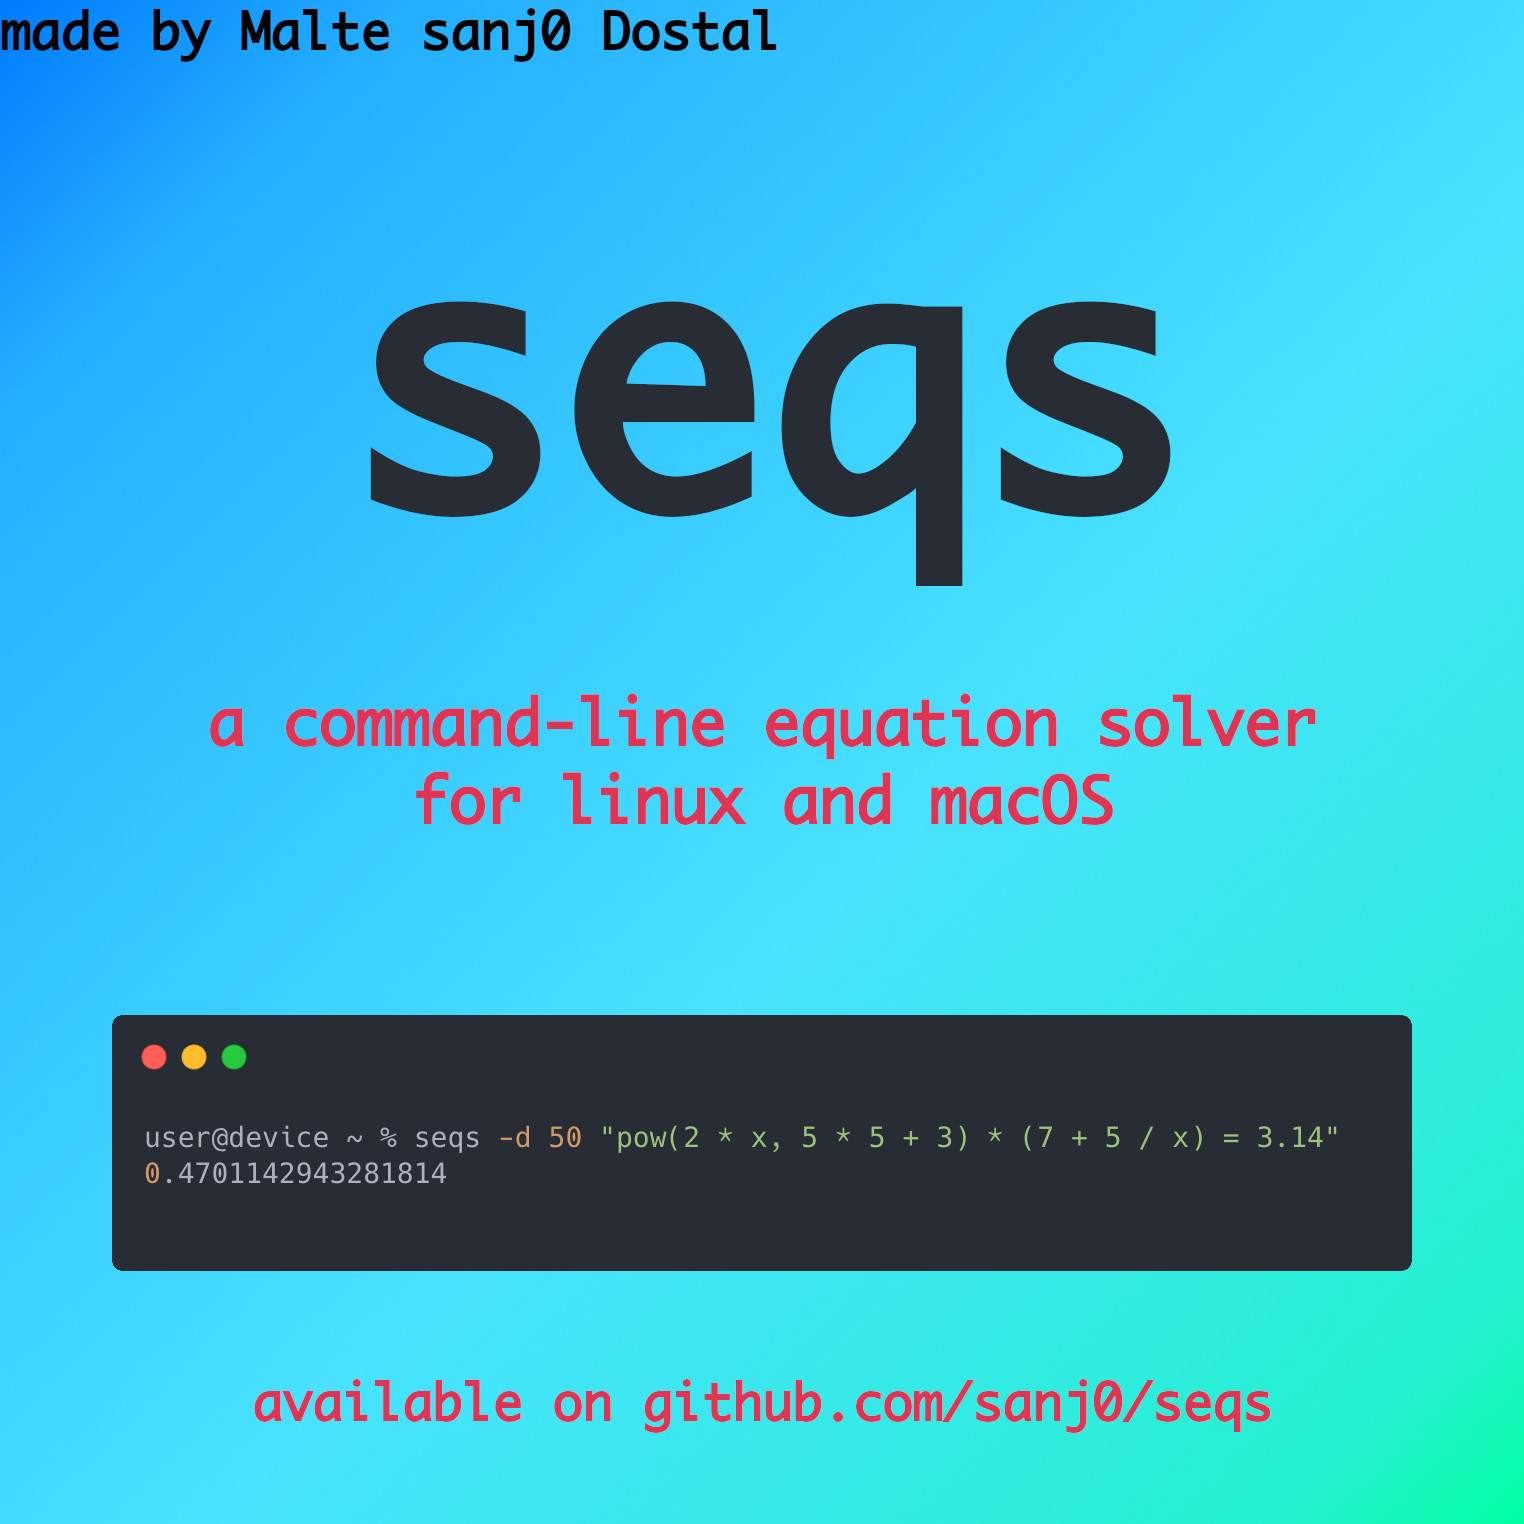 made by Malte sanj0 Dostal
seqs
a command-line equation solver
for linux and macOS
user@device ~ % seqs -d 50 "pow(2 * x, 5 * 5 + 3) * (7 + 5 / x) = 3.14"
0.4701142943281814
available on github.com/sanj0/seqs